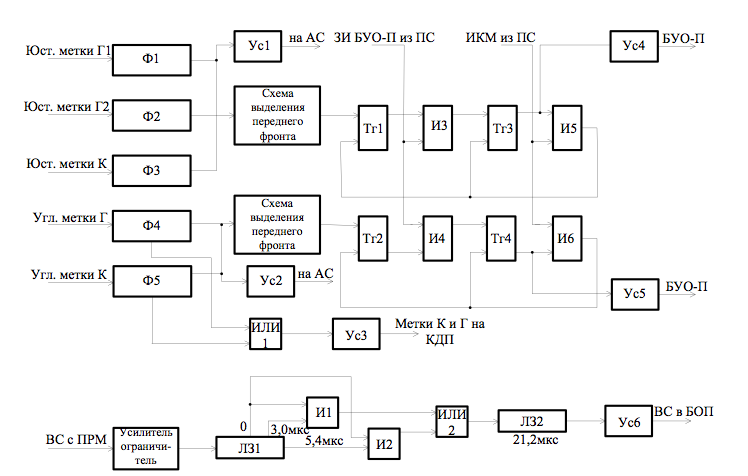 на АС
ЗИ БУО-П из ПС
ИКМ из ПС
БУО-П
Юст. метки Г1
Ф1
Ус1
Ус4
Юст. метки Г2
Ф2
Схема
выделения
переднего
фронта
Тг1
И3
Тг3
И5
Юст. метки К
Ф3
Угл. метки Г
Ф4
Схема
выделения
переднего
фронта
Тг2
И4
Тг4
И6
Угл. метки К
Ф5
Ус2
на АС
Ус5
БУО-П
ИЛИ
1
Ус3
Метки К и Г на
КДП
ВС с ПРМ
Усилитель
ограничи-
тель
ЛЗ1
0
3,0мкс
5,4мкс
И1
И2
ИЛИ
2
ЛЗ2
21,2мкс
Ус6
ВС в БОП